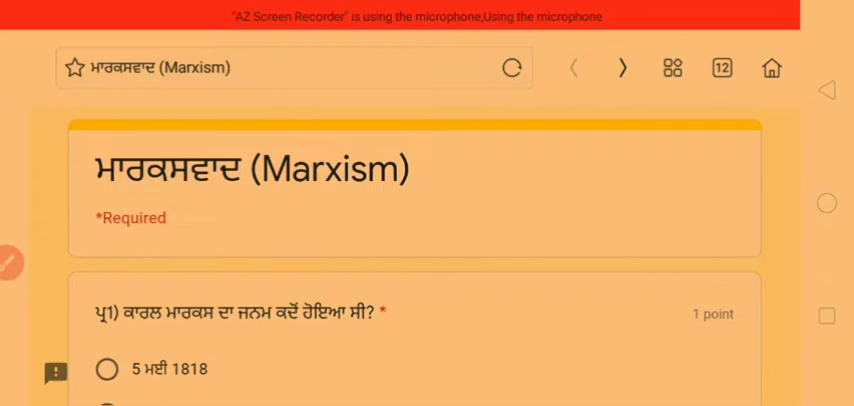 "AZ Screen Recorder" is using the microphone,Using the microphone
ਮਾਰਕਸਵਾਦ (Marxism)
12
ਮਾਰਕਸਵਾਦ (Marxism)
*Required
ਪ੍ਰ1) ਕਾਰਲ ਮਾਰਕਸ ਦਾ ਜਨਮ ਕਦੋਂ ਹੋਇਆ ਸੀ? *
1 point
5 ਮਈ 1818